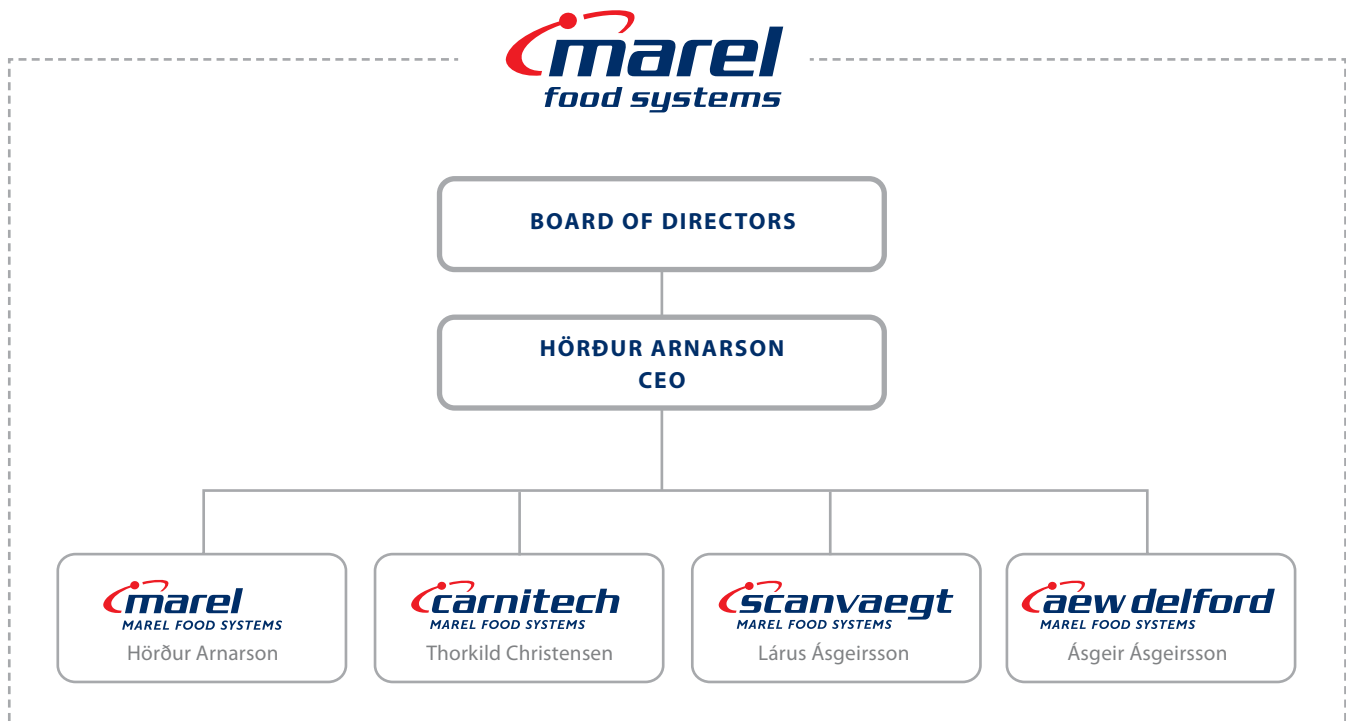 marel
food systems
BOARD OF DIRECTORS
HÖRÐUR ARNARSON
CEO
marel
MAREL FOOD SYSTEMS
Hörður Arnarson
carnitech
MAREL FOOD SYSTEMS
Thorkild Christensen
scanvaegt
MAREL FOOD SYSTEMS
Lárus Ásgeirsson
aew delford
MAREL FOOD SYSTEMS
Ásgeir Ásgeirsson